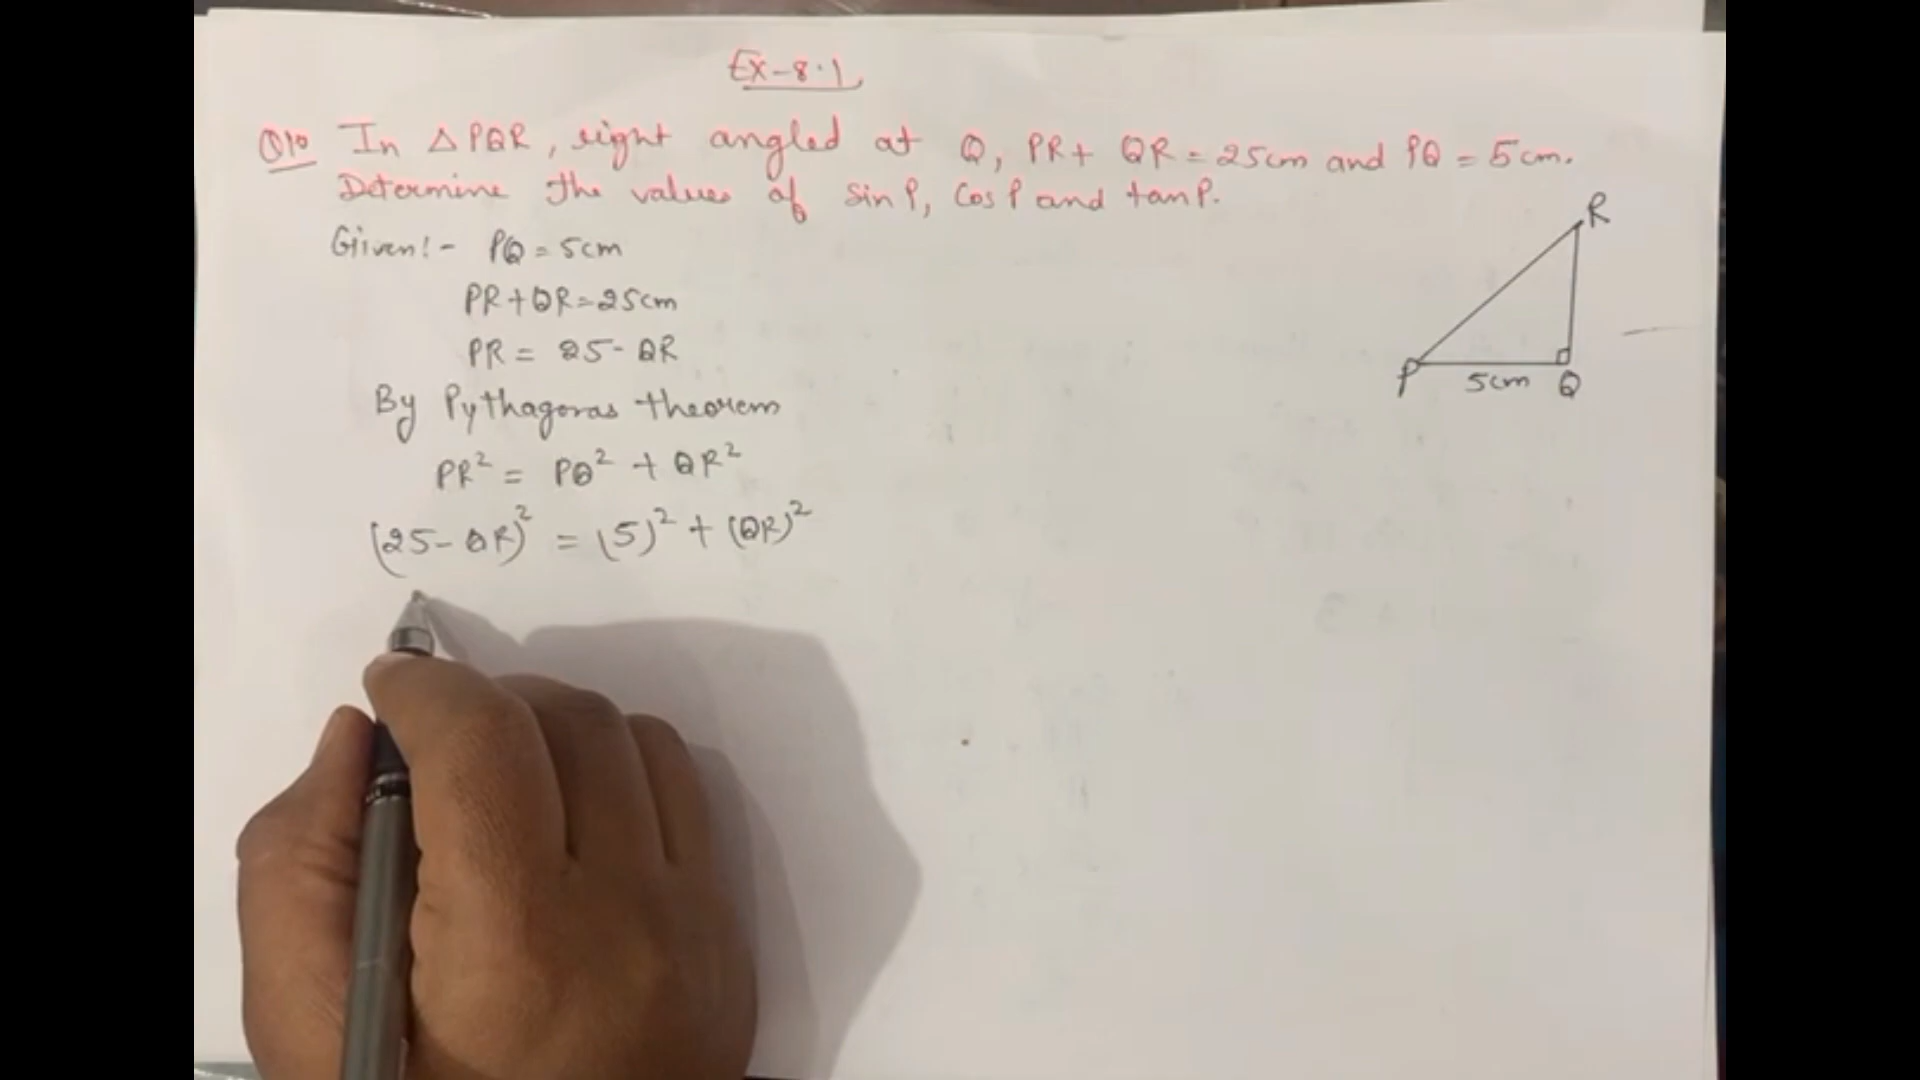 Ex-8.1
Q10 In △PQR, right angled at Q, PR + QR = 25cm and PQ = 5cm.
Determine the values of sin P, Cos P and tan P.
Given:- PQ = 5cm
PR + QR = 25cm
PR = 25 - QR
By Pythagoras theorem
PR² = PQ² + QR²
(25 - QR)² = (5)² + (QR)²
R
P 5cm Q